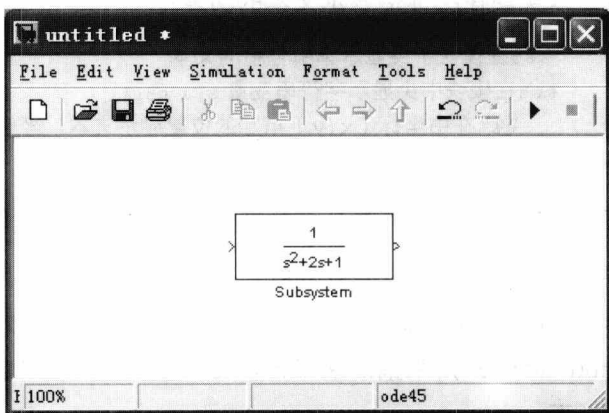 untitled *
File Edit View Simulation Format Tools Help
1
s2+2s+1
Subsystem
100%
ode45